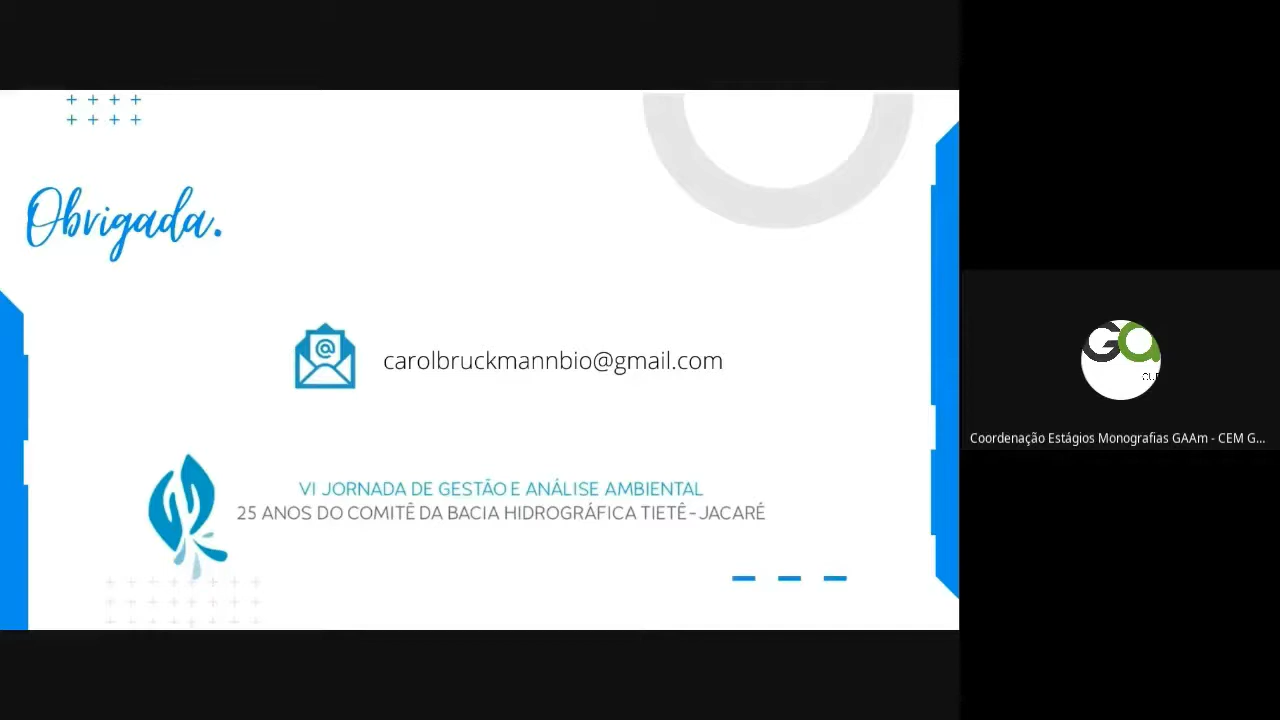 Obrigada.
@
carolbruckmannbio@gmail.com
VI JORNADA DE GESTÃO E ANÁLISE AMBIENTAL
25 ANOS DO COMITÊ DA BACIA HIDROGRÁFICA TIETÊ-JACARÉ
Ga
Coordenação Estágios Monografias GAAm - CEM G...